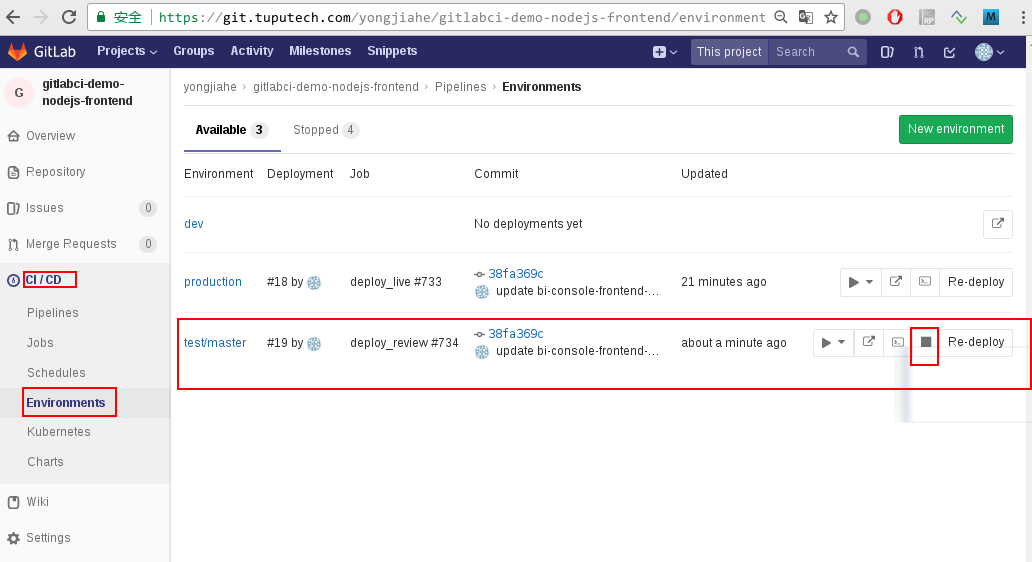 安全 https://git.tuputech.com/yongjiahe/gitlabci-demo-nodejs-frontend/environment
GitLab Projects Groups Activity Milestones Snippets This project Search
G gitlabci-demo-nodejs-frontend
yongjiahe › gitlabci-demo-nodejs-frontend › Pipelines › Environments
Overview
Repository
Issues 0
Merge Requests 0
CI / CD
Pipelines
Jobs
Schedules
Environments
Kubernetes
Charts
Wiki
Settings
Available 3 Stopped 4 New environment
Environment Deployment Job Commit Updated
dev No deployments yet
production #18 by deploy_live #733 38fa369c 21 minutes ago Re-deploy
update bi-console-frontend-...
test/master #19 by deploy_review #734 38fa369c about a minute ago Re-deploy
update bi-console-frontend-...
RP
M